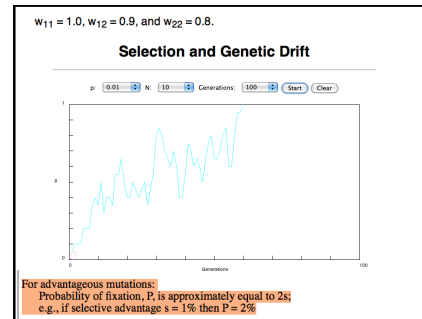 w11 = 1.0, w12 = 0.9, and w22 = 0.8.
Selection and Genetic Drift
p: 0.01 N: 10 Generations: 100 Start Clear
1
0
0 100
Generations
For advantageous mutations:
Probability of fixation, P, is approximately equal to 2s;
e.g., if selective advantage s = 1% then P = 2%